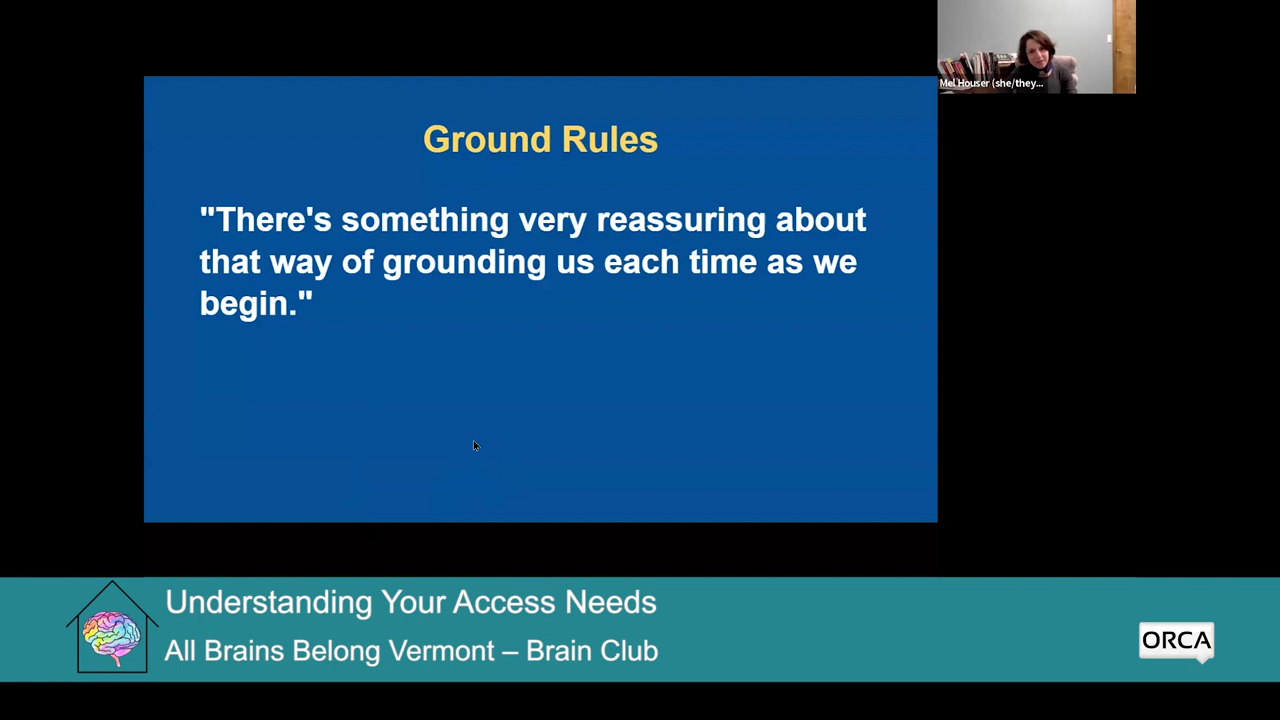 Mel Houser (she/they...
Ground Rules
"There's something very reassuring about
that way of grounding us each time as we
begin."
Understanding Your Access Needs
All Brains Belong Vermont – Brain Club
ORCA